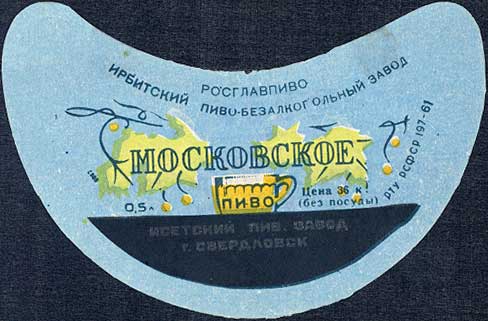 РОСГЛАВПИВО
ИРБИТСКИЙ ПИВО-БЕЗАЛКОГОЛЬНЫЙ ЗАВОД
МОСКОВСКОЕ
ПИВО
0,5 л
Цена 36 к.
(без посуды)
РТУ РСФСР 197-61
ИСЕТСКИЙ ПИВ. ЗАВОД
г. СВЕРДЛОВСК